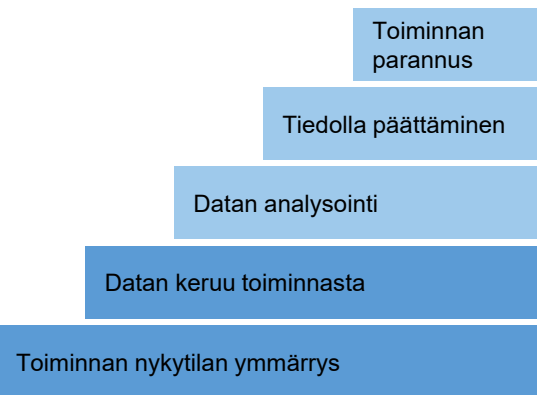 Toiminnan
parannus
Tiedolla päättäminen
Datan analysointi
Datan keruu toiminnasta
Toiminnan nykytilan ymmärrys